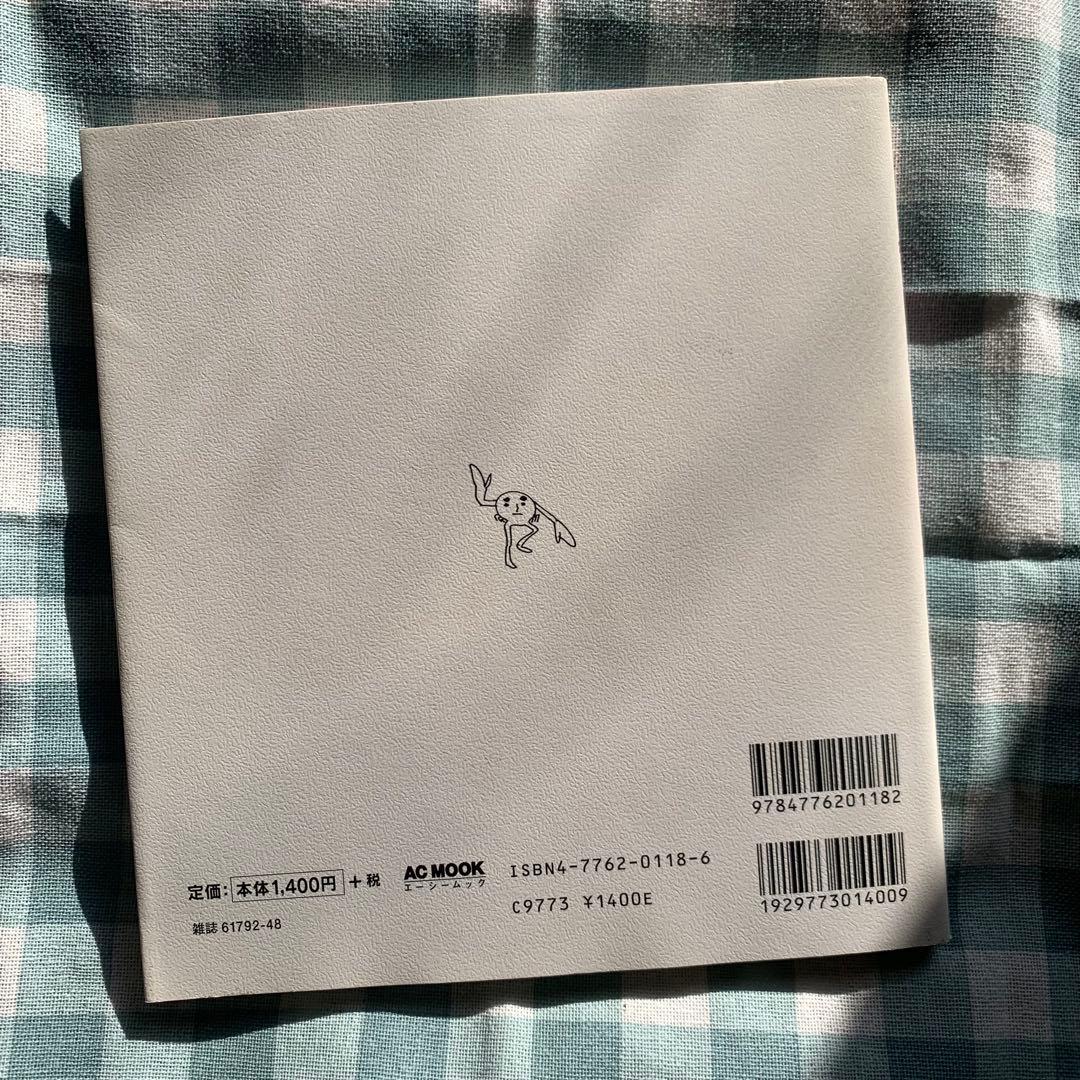 9784776201182
定価：本体1,400円＋税
AC MOOK
エーシームック
ISBN4-7762-0118-6
C9773 ¥1400E
1929773014009
雑誌 61792-48